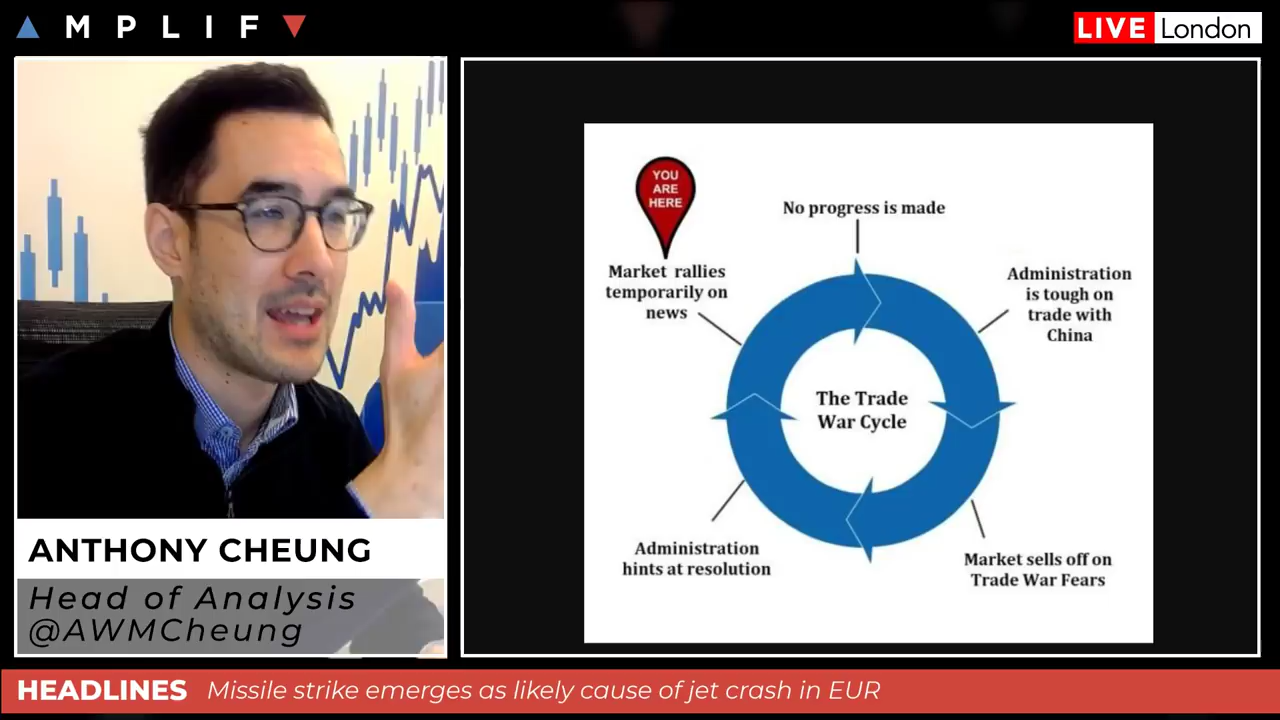 AMPLIFY
LIVE London
YOU
ARE
HERE
No progress is made
Market rallies
temporarily on
news
Administration
is tough on
trade with
China
The Trade
War Cycle
Administration
hints at resolution
Market sells off on
Trade War Fears
ANTHONY CHEUNG
Head of Analysis
@AWMCheung
HEADLINES Missile strike emerges as likely cause of jet crash in EUR